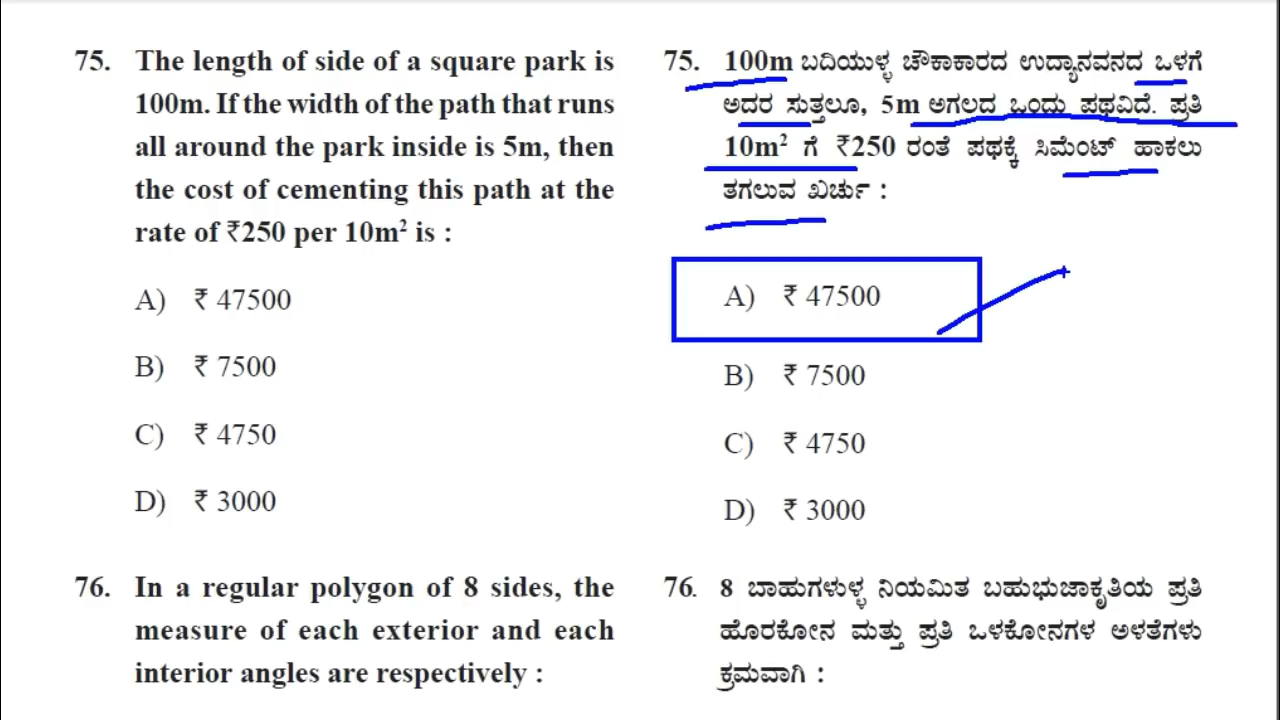 75. The length of side of a square park is
100m. If the width of the path that runs
all around the park inside is 5m, then
the cost of cementing this path at the
rate of ₹250 per 10m² is :
A) ₹ 47500
B) ₹ 7500
C) ₹ 4750
D) ₹ 3000
76. In a regular polygon of 8 sides, the
measure of each exterior and each
interior angles are respectively :
75. 100m ಬದಿಯುಳ್ಳ ಚೌಕಾಕಾರದ ಉದ್ಯಾನವನದ ಒಳಗೆ
ಅದರ ಸುತ್ತಲೂ, 5m ಅಗಲದ ಒಂದು ಪಥವಿದೆ. ಪ್ರತಿ
10m² ಗೆ ₹250 ರಂತೆ ಪಥಕ್ಕೆ ಸಿಮೆಂಟ್ ಹಾಕಲು
ತಗಲುವ ಖರ್ಚು :
A) ₹ 47500
B) ₹ 7500
C) ₹ 4750
D) ₹ 3000
76. 8 ಬಾಹುಗಳುಳ್ಳ ನಿಯಮಿತ ಬಹುಭುಜಾಕೃತಿಯ ಪ್ರತಿ
ಹೊರಕೋನ ಮತ್ತು ಪ್ರತಿ ಒಳಕೋನಗಳ ಅಳತೆಗಳು
ಕ್ರಮವಾಗಿ :